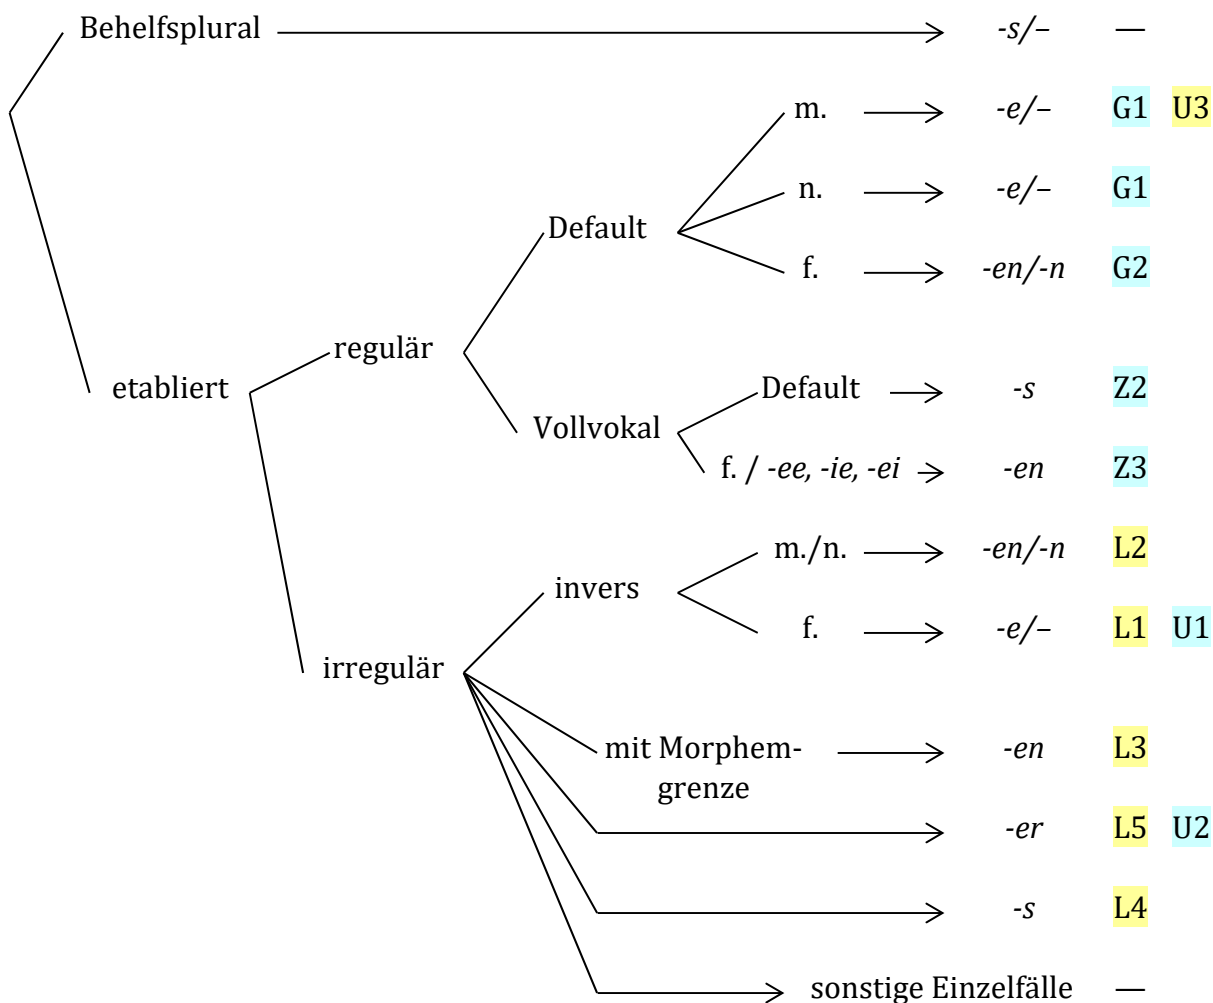 Behelfsplural -s/– —
m. -e/– G1 U3
n. -e/– G1
Default
f. -en/-n G2
regulär
etabliert Default -s Z2
Vollvokal
f. / -ee, -ie, -ei -en Z3
m./n. -en/-n L2
invers
f. -e/– L1 U1
irregulär
mit Morphem- -en L3
grenze
-er L5 U2
-s L4
sonstige Einzelfälle —